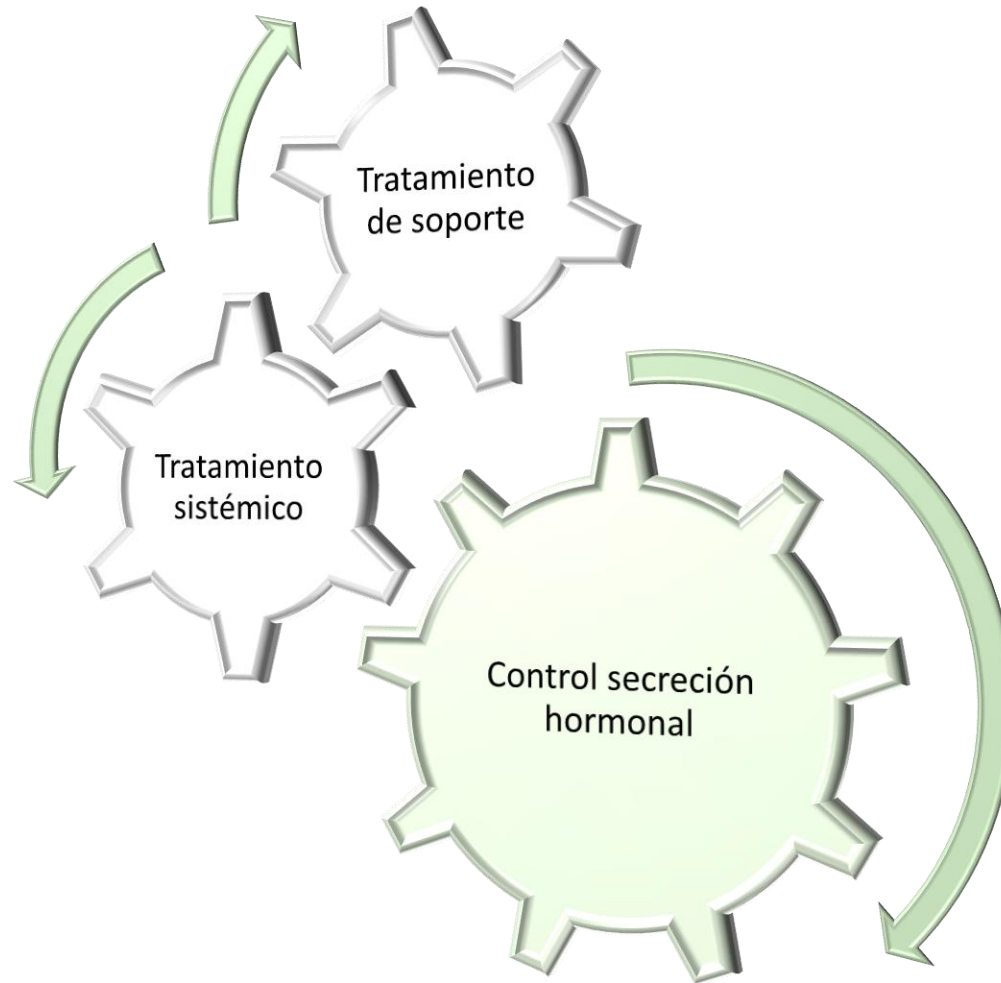 Tratamiento
de soporte
Tratamiento
sistémico
Control secreción
hormonal